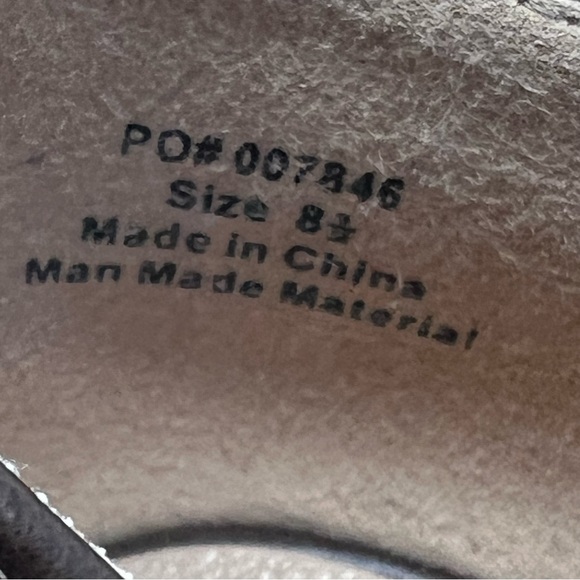 PO# 007846
Size 8½
Made in China
Man Made Material